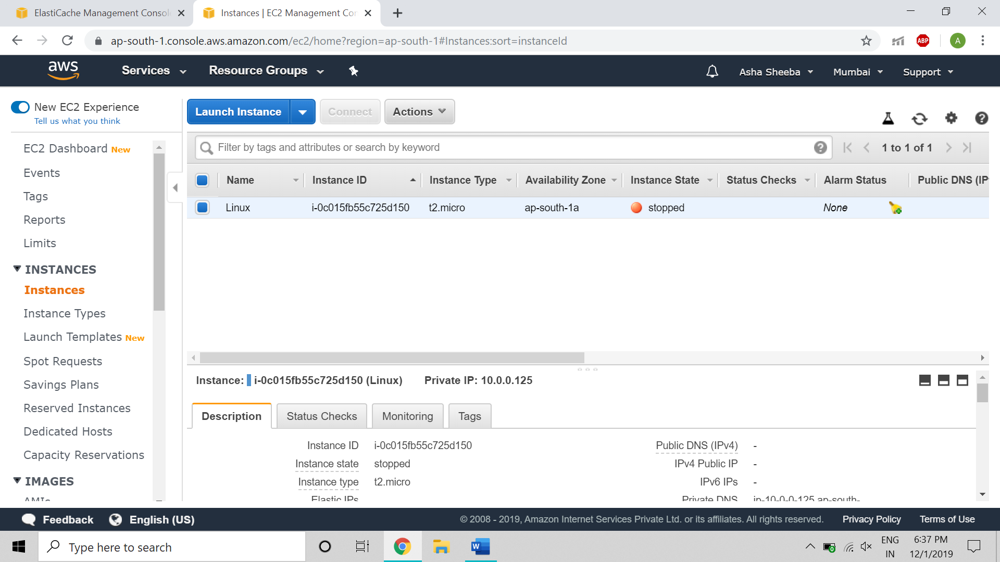 ElastiCache Management Consol
Instances | EC2 Management Cor
ap-south-1.console.aws.amazon.com/ec2/home?region=ap-south-1#Instances:sort=instanceId
ABP
A
aws
Services
Resource Groups
Asha Sheeba
Mumbai
Support
New EC2 Experience
Tell us what you think
EC2 Dashboard New
Events
Tags
Reports
Limits
INSTANCES
Instances
Instance Types
Launch Templates New
Spot Requests
Savings Plans
Reserved Instances
Dedicated Hosts
Capacity Reservations
IMAGES
AMIs
Launch Instance
Connect
Actions
Filter by tags and attributes or search by keyword
1 to 1 of 1
Name Instance ID Instance Type Availability Zone Instance State Status Checks Alarm Status Public DNS (IP
Linux i-0c015fb55c725d150 t2.micro ap-south-1a stopped None
Instance: i-0c015fb55c725d150 (Linux) Private IP: 10.0.0.125
Description Status Checks Monitoring Tags
Instance ID i-0c015fb55c725d150
Instance state stopped
Instance type t2.micro
Elastic IPs
Public DNS (IPv4) -
IPv4 Public IP -
IPv6 IPs -
Private DNS ip-10-0-0-125.ap-south-
Feedback
English (US)
© 2008 - 2019, Amazon Internet Services Private Ltd. or its affiliates. All rights reserved.
Privacy Policy
Terms of Use
Type here to search
W
ENG
IN
6:37 PM
12/1/2019